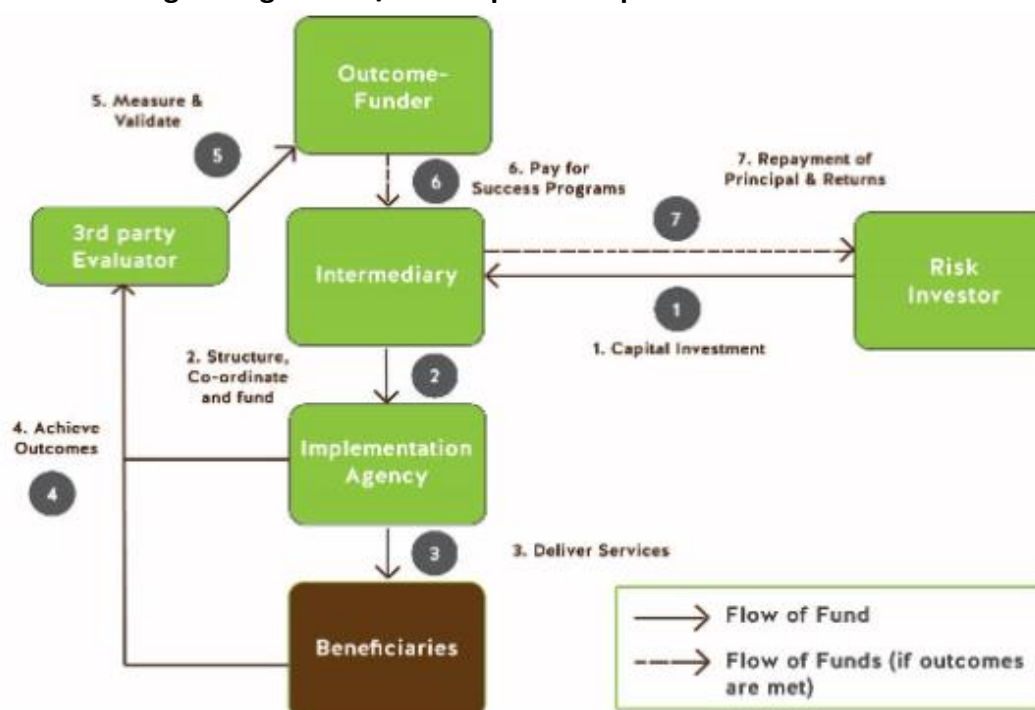 Outcome-
Funder
5. Measure &
Validate
5
6
6. Pay for
Success Programs
7. Repayment of
Principal & Returns
7
3rd party
Evaluator
Intermediary
Risk
Investor
1
1. Capital Investment
2. Structure,
Co-ordinate
and fund
2
4. Achieve
Outcomes
4
Implementation
Agency
3
3. Deliver Services
Beneficiaries
Flow of Fund
Flow of Funds (if outcomes
are met)